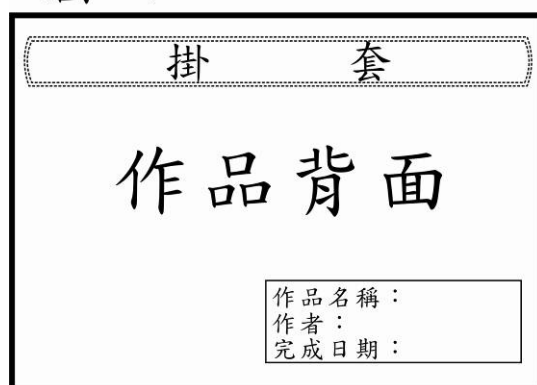 掛 套
作品背面
作品名稱：
作者：
完成日期：